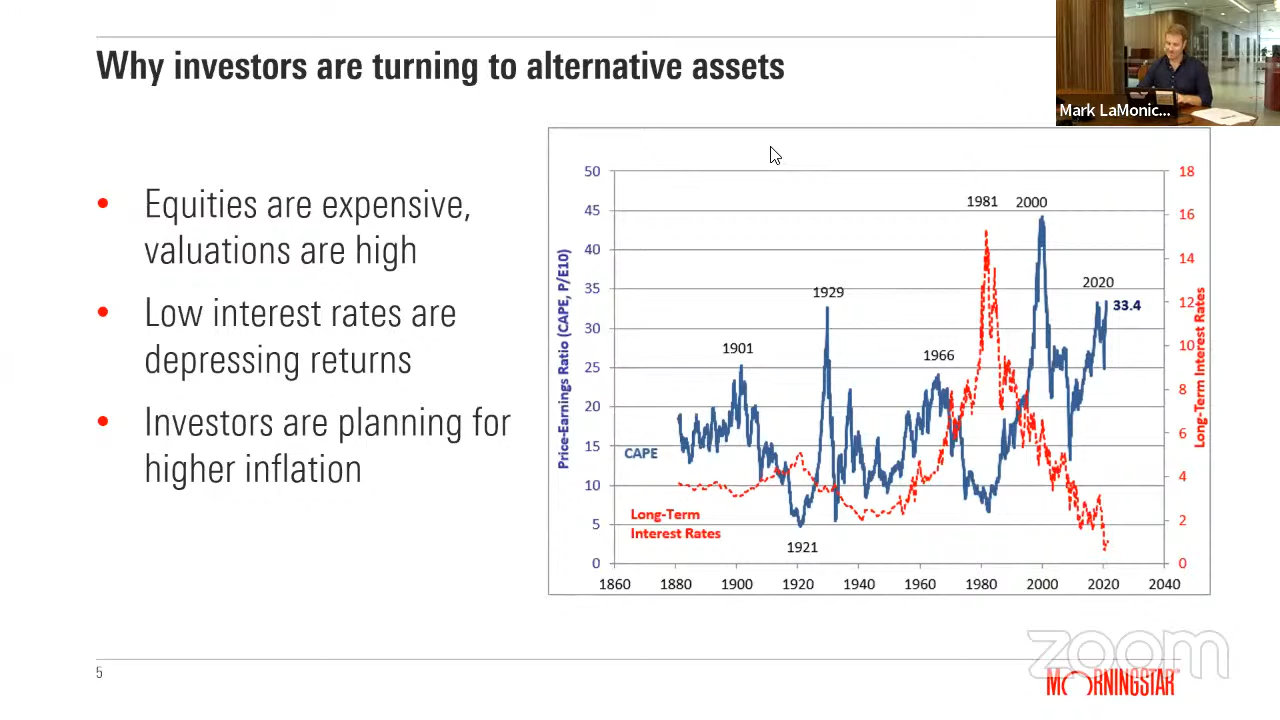 Why investors are turning to alternative assets
Mark LaMonic...
• Equities are expensive,
valuations are high
• Low interest rates are
depressing returns
• Investors are planning for
higher inflation
Price-Earnings Ratio (CAPE, P/E10)
50
45
40
35
30
25
20
15
10
5
0
18
16
14
12
10
8
6
4
2
0
Long-Term Interest Rates
1901
1921
1929
1966
1981
2000
2020
33.4
CAPE
Long-Term
Interest Rates
1860 1880 1900 1920 1940 1960 1980 2000 2020 2040
zoom
5
MORNINGSTAR